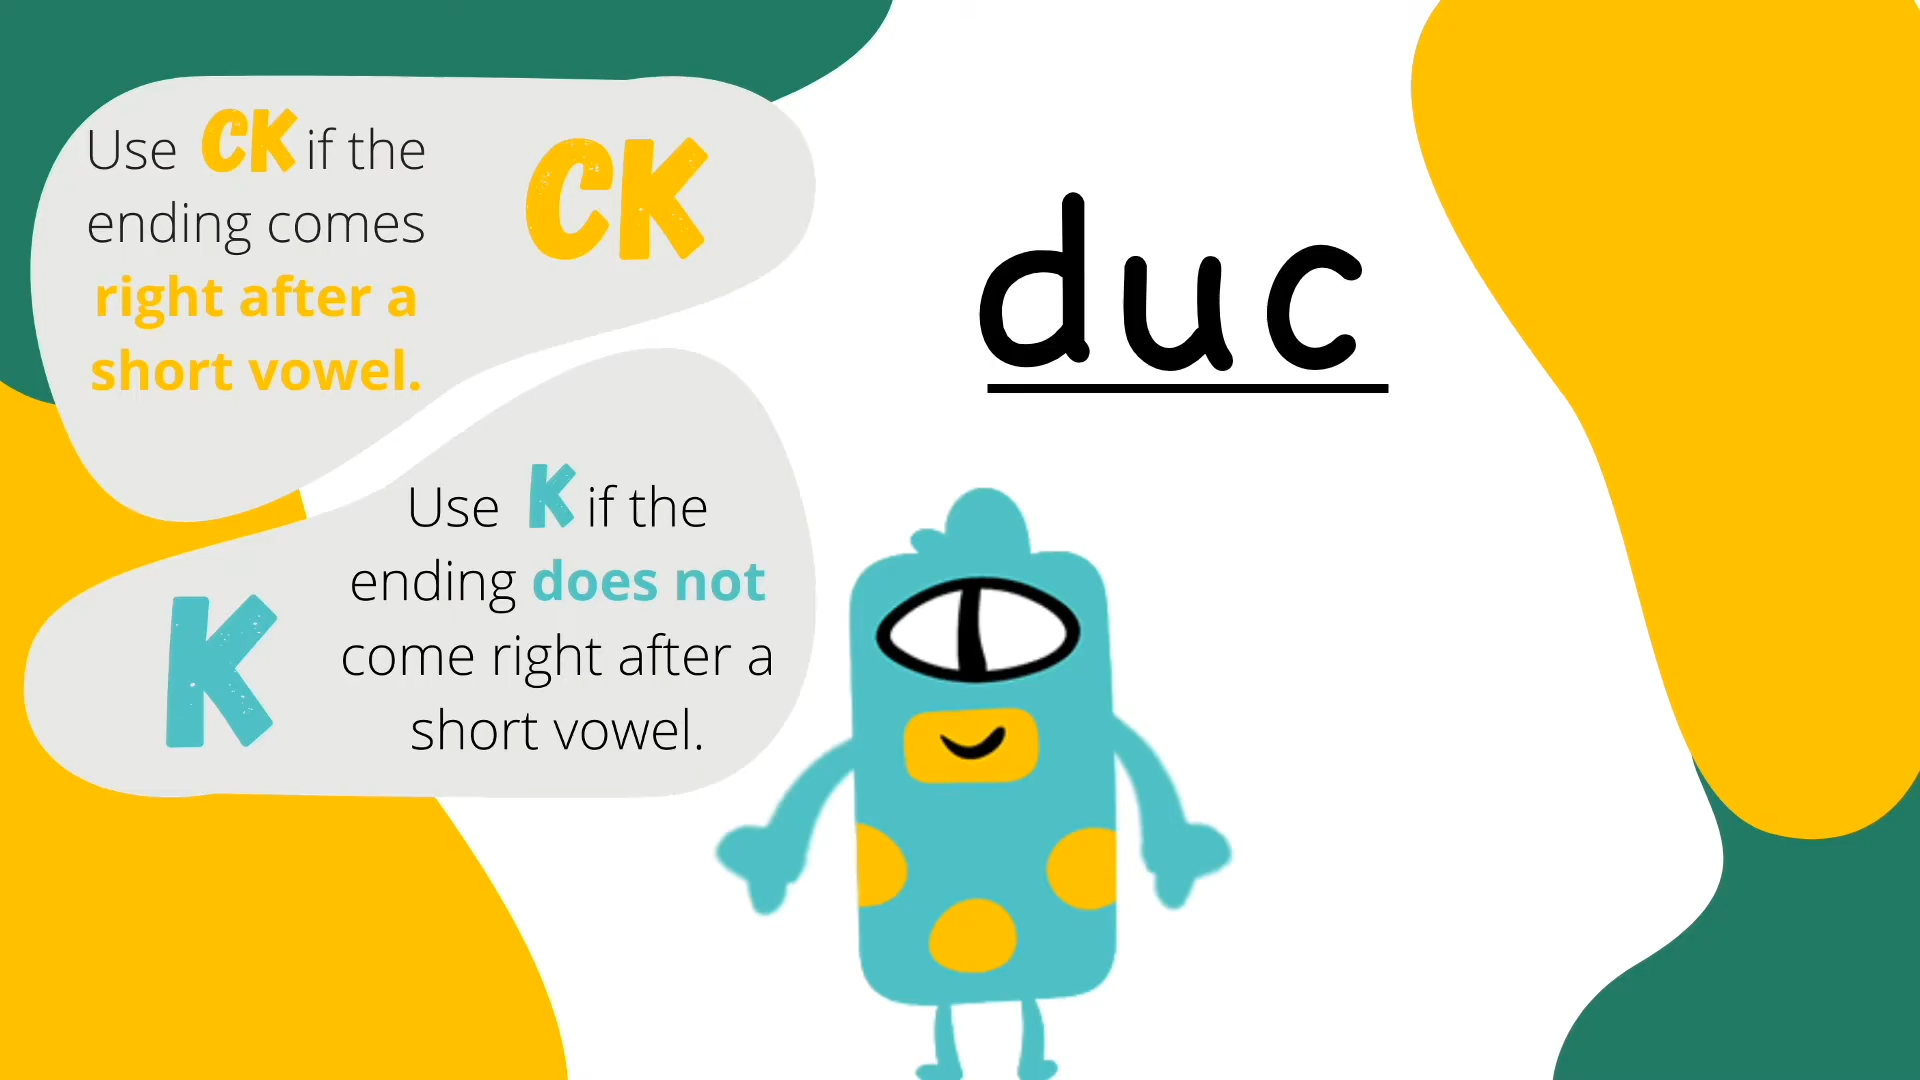 Use CK if the
ending comes
right after a
short vowel.
CK
duc
Use K if the
ending does not
come right after a
short vowel.
K